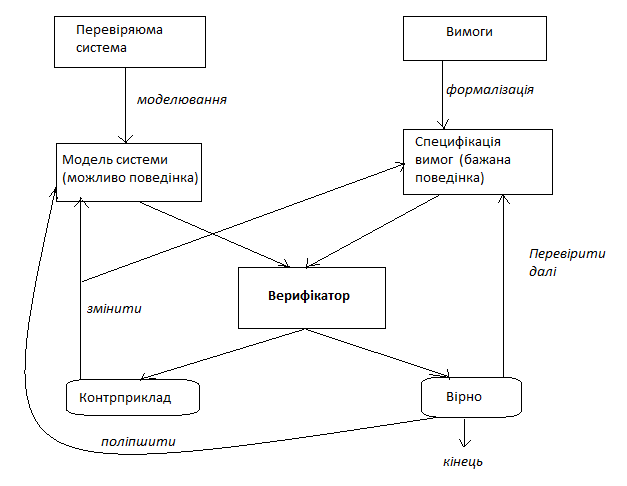 Перевіряюма
система
Вимоги
моделювання
формалізація
Модель системи
(можливо поведінка)
Специфікація
вимог (бажана
поведінка)
Перевірити
далі
Верифікатор
змінити
Контрприклад
Вірно
поліпшити
кінець